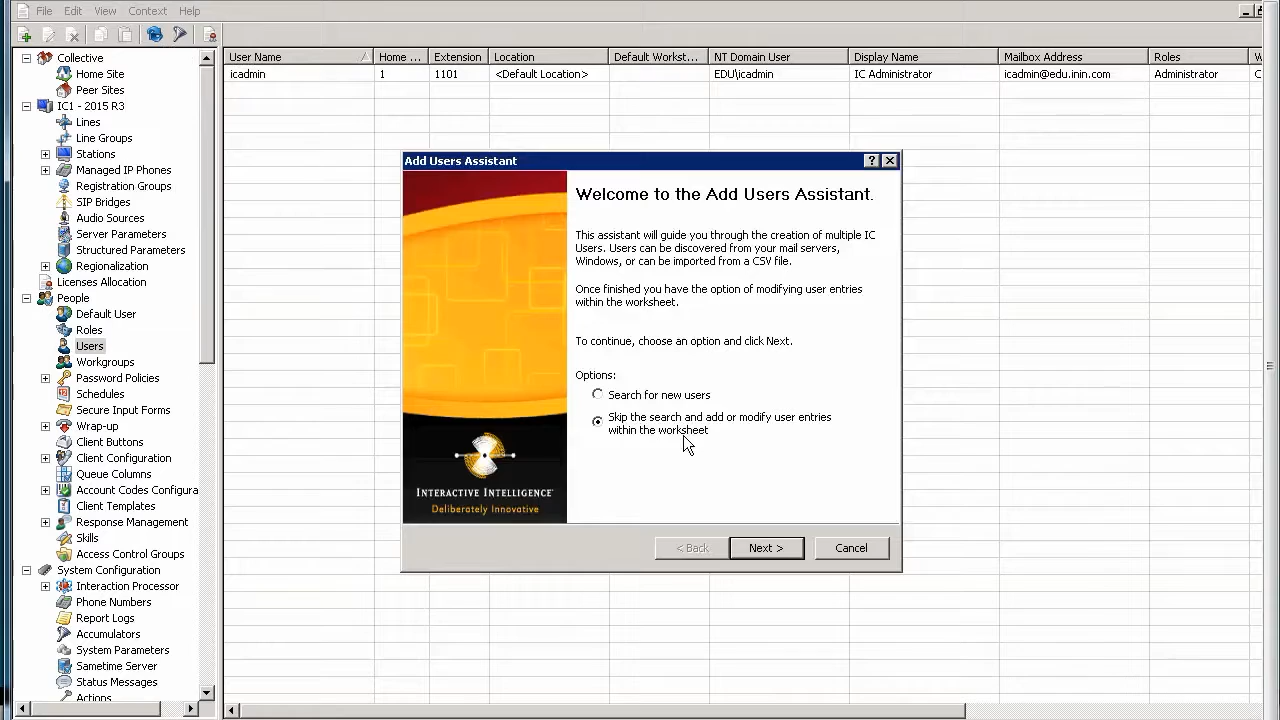 File Edit View Context Help
User Name Home ... Extension Location Default Workst... NT Domain User Display Name Mailbox Address Roles
icadmin 1 1101 <Default Location> EDU\icadmin IC Administrator icadmin@edu.inin.com Administrator
Collective
Home Site
Peer Sites
IC1 - 2015 R3
Lines
Line Groups
Stations
Managed IP Phones
Registration Groups
SIP Bridges
Audio Sources
Server Parameters
Structured Parameters
Regionalization
Licenses Allocation
People
Default User
Roles
Users
Workgroups
Password Policies
Schedules
Secure Input Forms
Wrap-up
Client Buttons
Client Configuration
Queue Columns
Account Codes Configura
Client Templates
Response Management
Skills
Access Control Groups
System Configuration
Interaction Processor
Phone Numbers
Report Logs
Accumulators
System Parameters
Sametime Server
Status Messages
Actions
Add Users Assistant
Welcome to the Add Users Assistant.
This assistant will guide you through the creation of multiple IC
Users. Users can be discovered from your mail servers,
Windows, or can be imported from a CSV file.
Once finished you have the option of modifying user entries
within the worksheet.
To continue, choose an option and click Next.
Options:
Search for new users
Skip the search and add or modify user entries
within the worksheet
INTERACTIVE INTELLIGENCE
Deliberately Innovative
< Back Next > Cancel